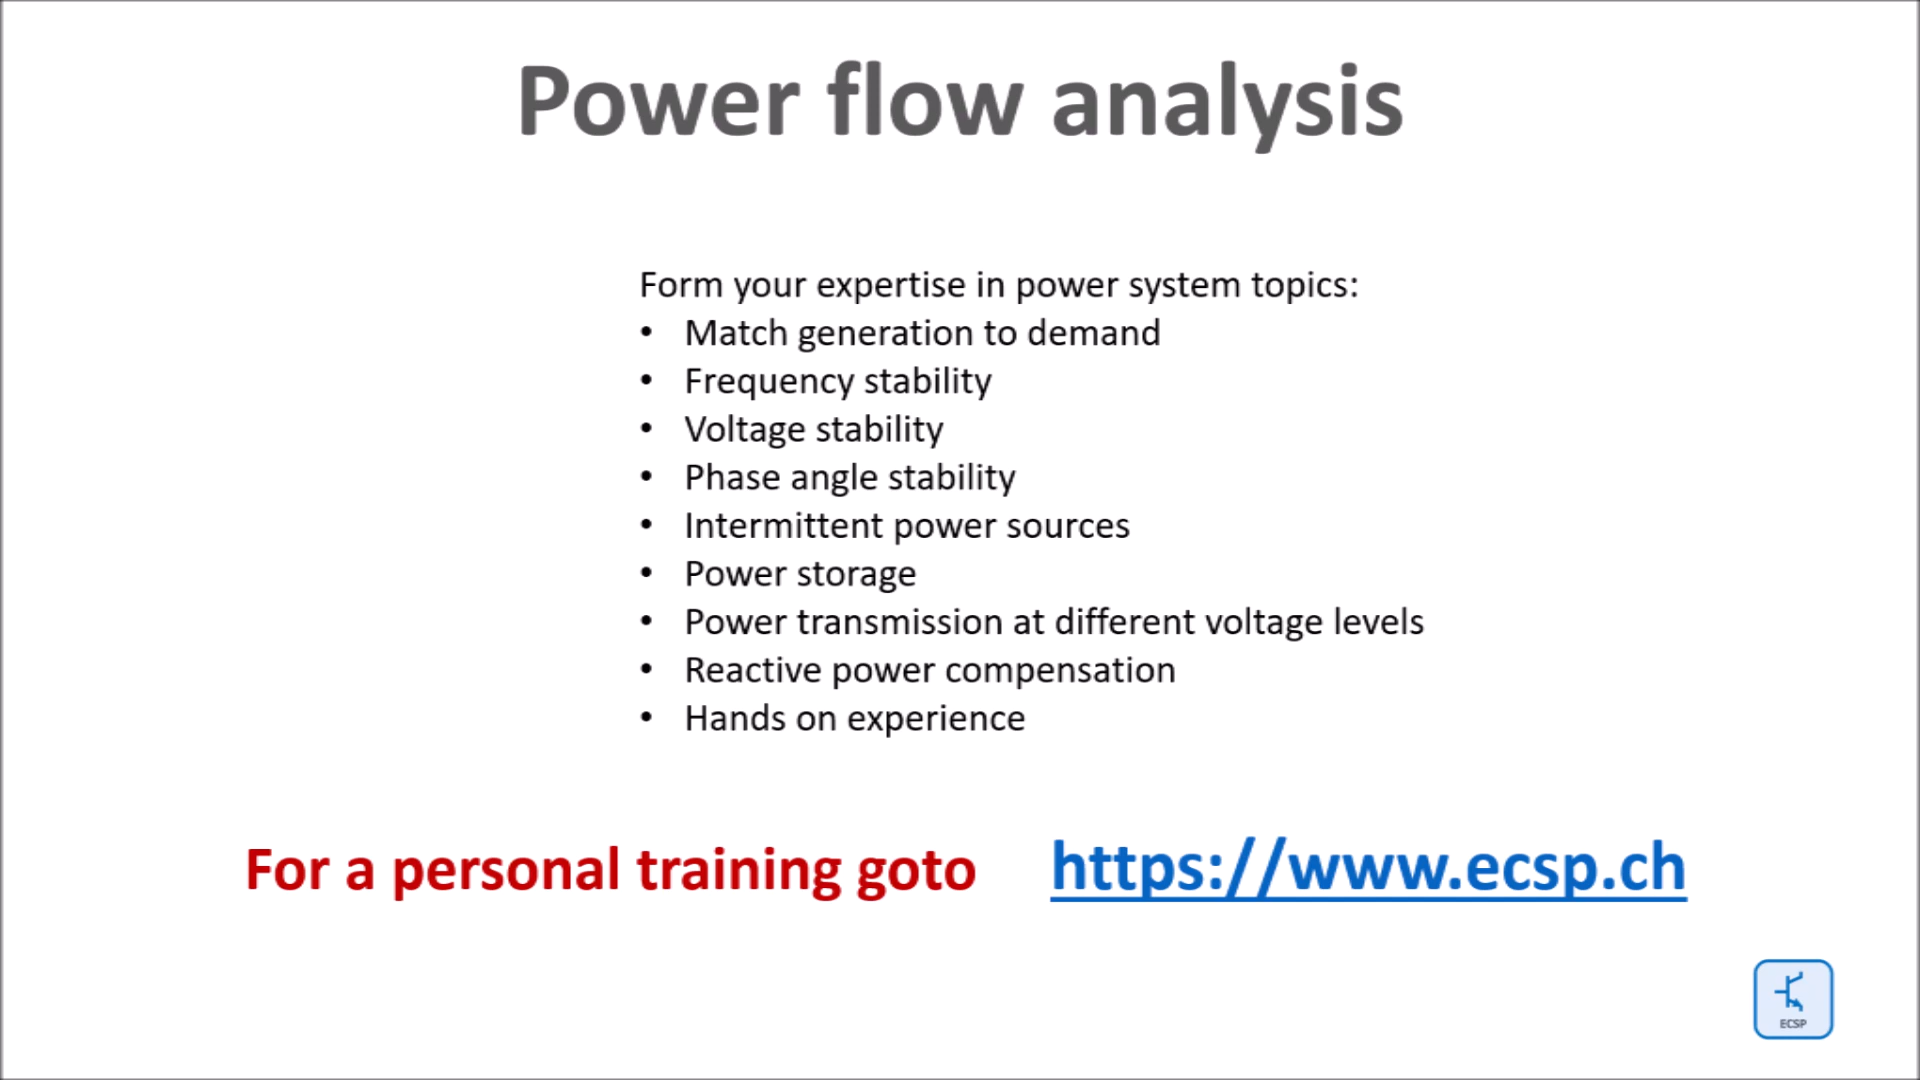 Power flow analysis
Form your expertise in power system topics:
• Match generation to demand
• Frequency stability
• Voltage stability
• Phase angle stability
• Intermittent power sources
• Power storage
• Power transmission at different voltage levels
• Reactive power compensation
• Hands on experience
For a personal training goto https://www.ecsp.ch
ECSP